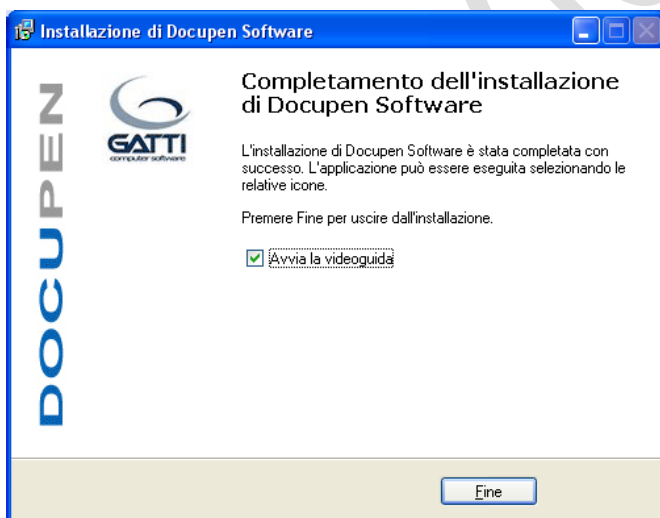 Installazione di Docupen Software
DOCUPEN
GATTI
computer software
Completamento dell'installazione
di Docupen Software
L'installazione di Docupen Software è stata completata con
successo. L'applicazione può essere eseguita selezionando le
relative icone.
Premere Fine per uscire dall'installazione.
Avvia la videoguida
Fine